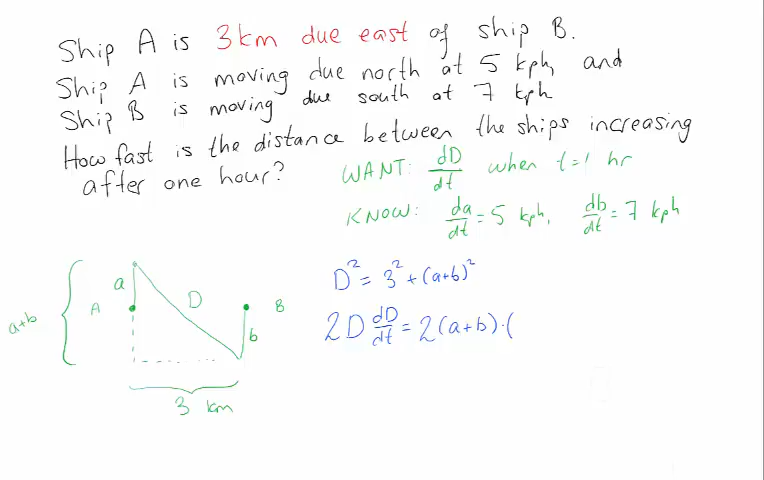 Ship A is 3km due east of ship B.
Ship A is moving due north at 5 kph, and
Ship B is moving due south at 7 kph
How fast is the distance between the ships increasing
after one hour?
WANT: dD/dt when t=1 hr
KNOW: da/dt = 5 kph, db/dt = 7 kph
a+b
a
A
D
B
b
3 km
D² = 3² + (a+b)²
2D dD/dt = 2(a+b)·(